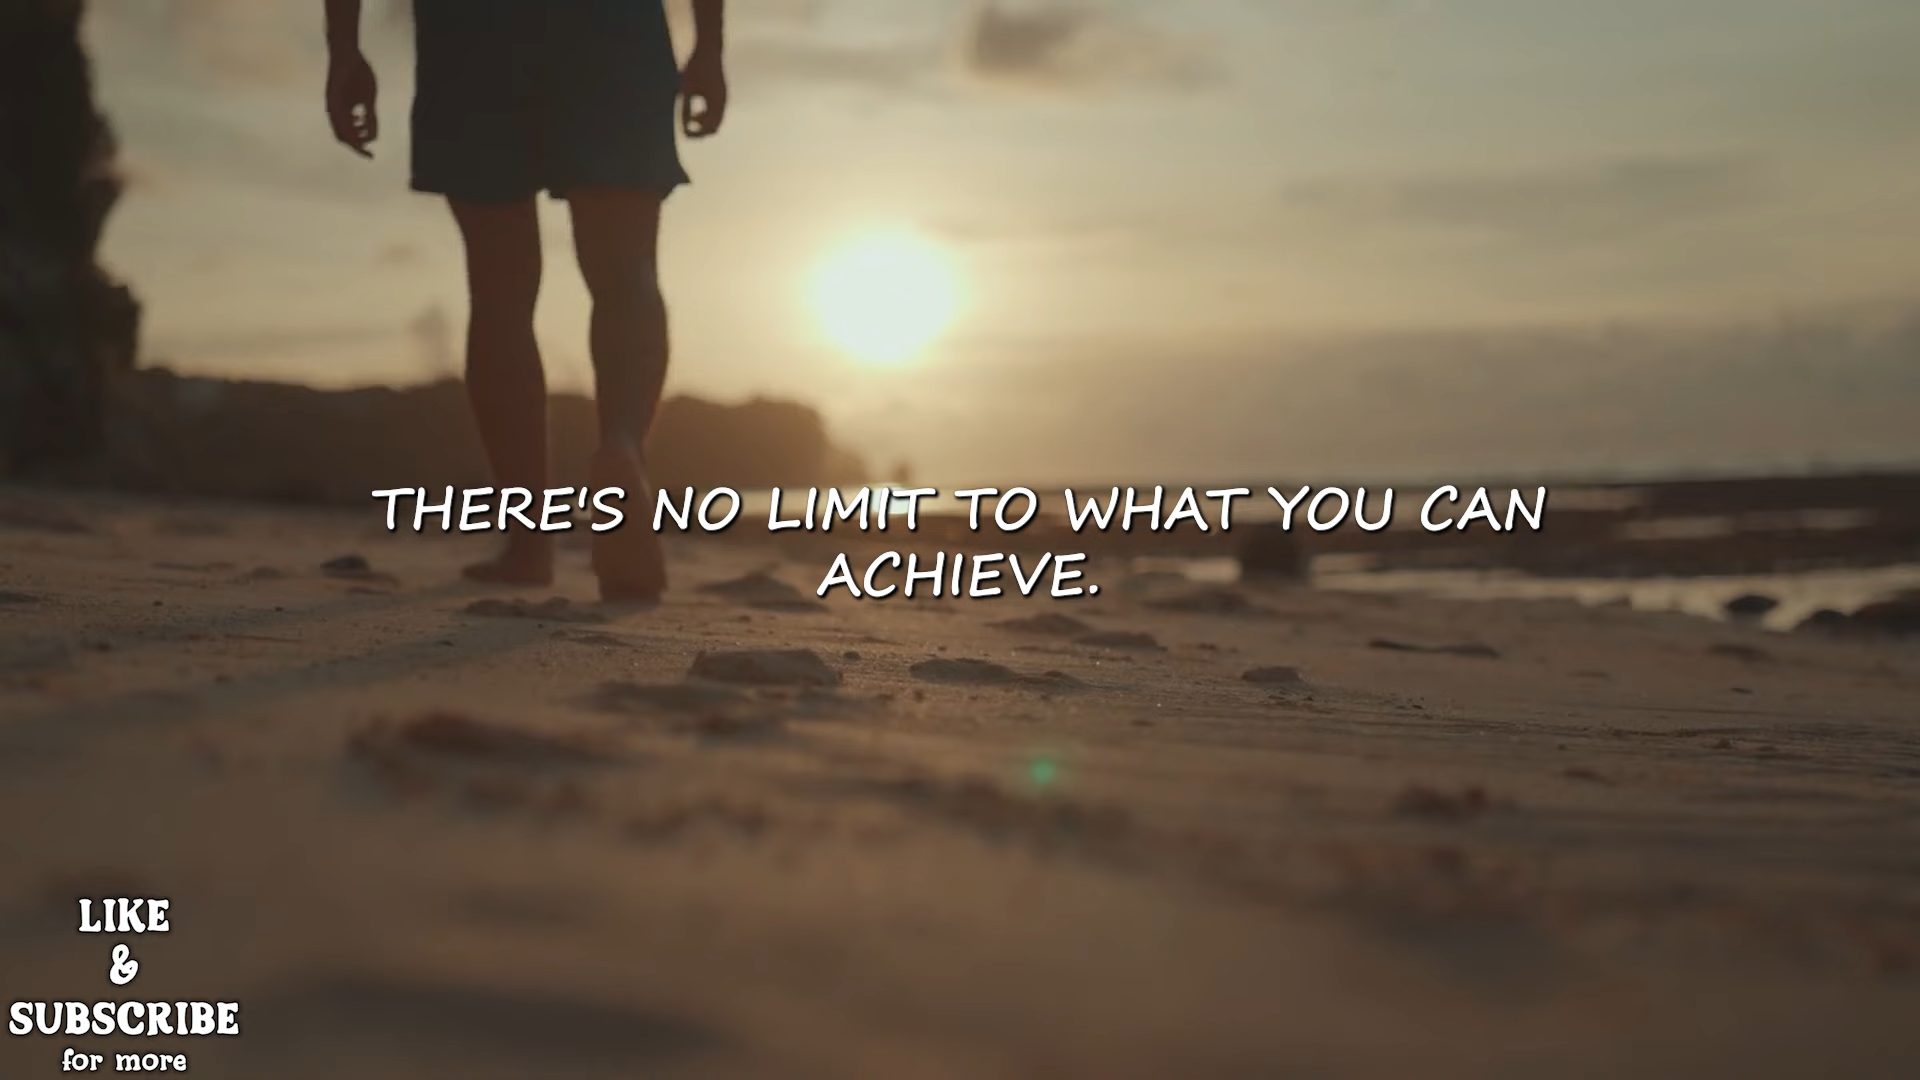 THERE'S NO LIMIT TO WHAT YOU CAN
ACHIEVE.
LIKE
&
SUBSCRIBE
for more